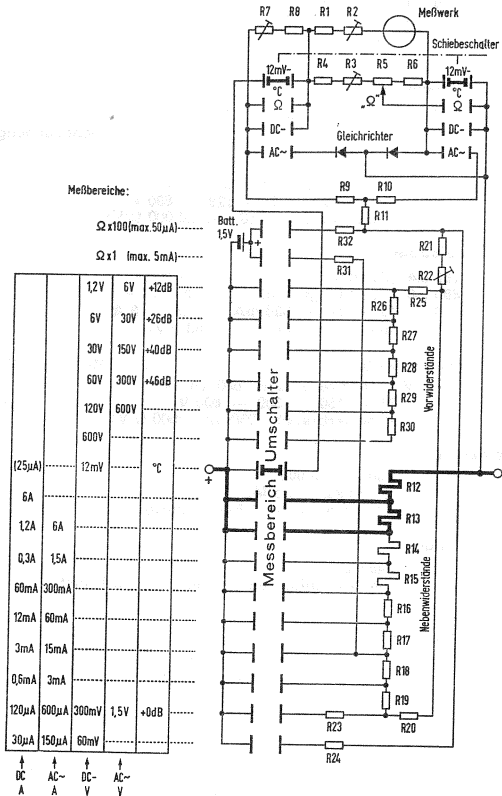 R7 R8 R1 R2 Meßwerk
Schiebeschalter
12mV- R4 R3 R5 R6 12mV-
°C °C
Ω „Ω" Ω
DC- DC-
Gleichrichter
AC~ AC~
Meßbereiche:
R9 R10
R11
Ωx100 (max. 50µA) Batt. 1,5V + R32 R21
Ωx1 (max. 5mA) R31 R22
1,2V 6V +12dB R26 R25
6V 30V +26dB R27
30V 150V +40dB R28
60V 300V +46dB R29
120V 600V R30
600V
Vorwiderstände
Messbereich Umschalter
(25µA) 12mV °C +
R12
6A
R13
1,2A 6A
R14
0,3A 1,5A
R15
60mA 300mA
R16
12mA 60mA
R17
3mA 15mA
R18
0,6mA 3mA
R19
Nebenwiderstände
120µA 600µA 300mV 1,5V +0dB R23 R20
30µA 150µA 60mV R24
DC AC~ DC- AC~
A A V V